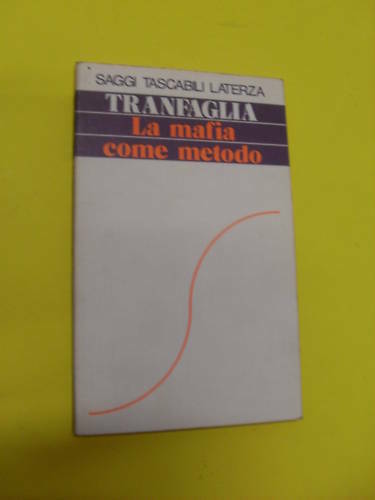 SAGGI TASCABILI LATERZA
TRANFAGLIA
La mafia
come metodo